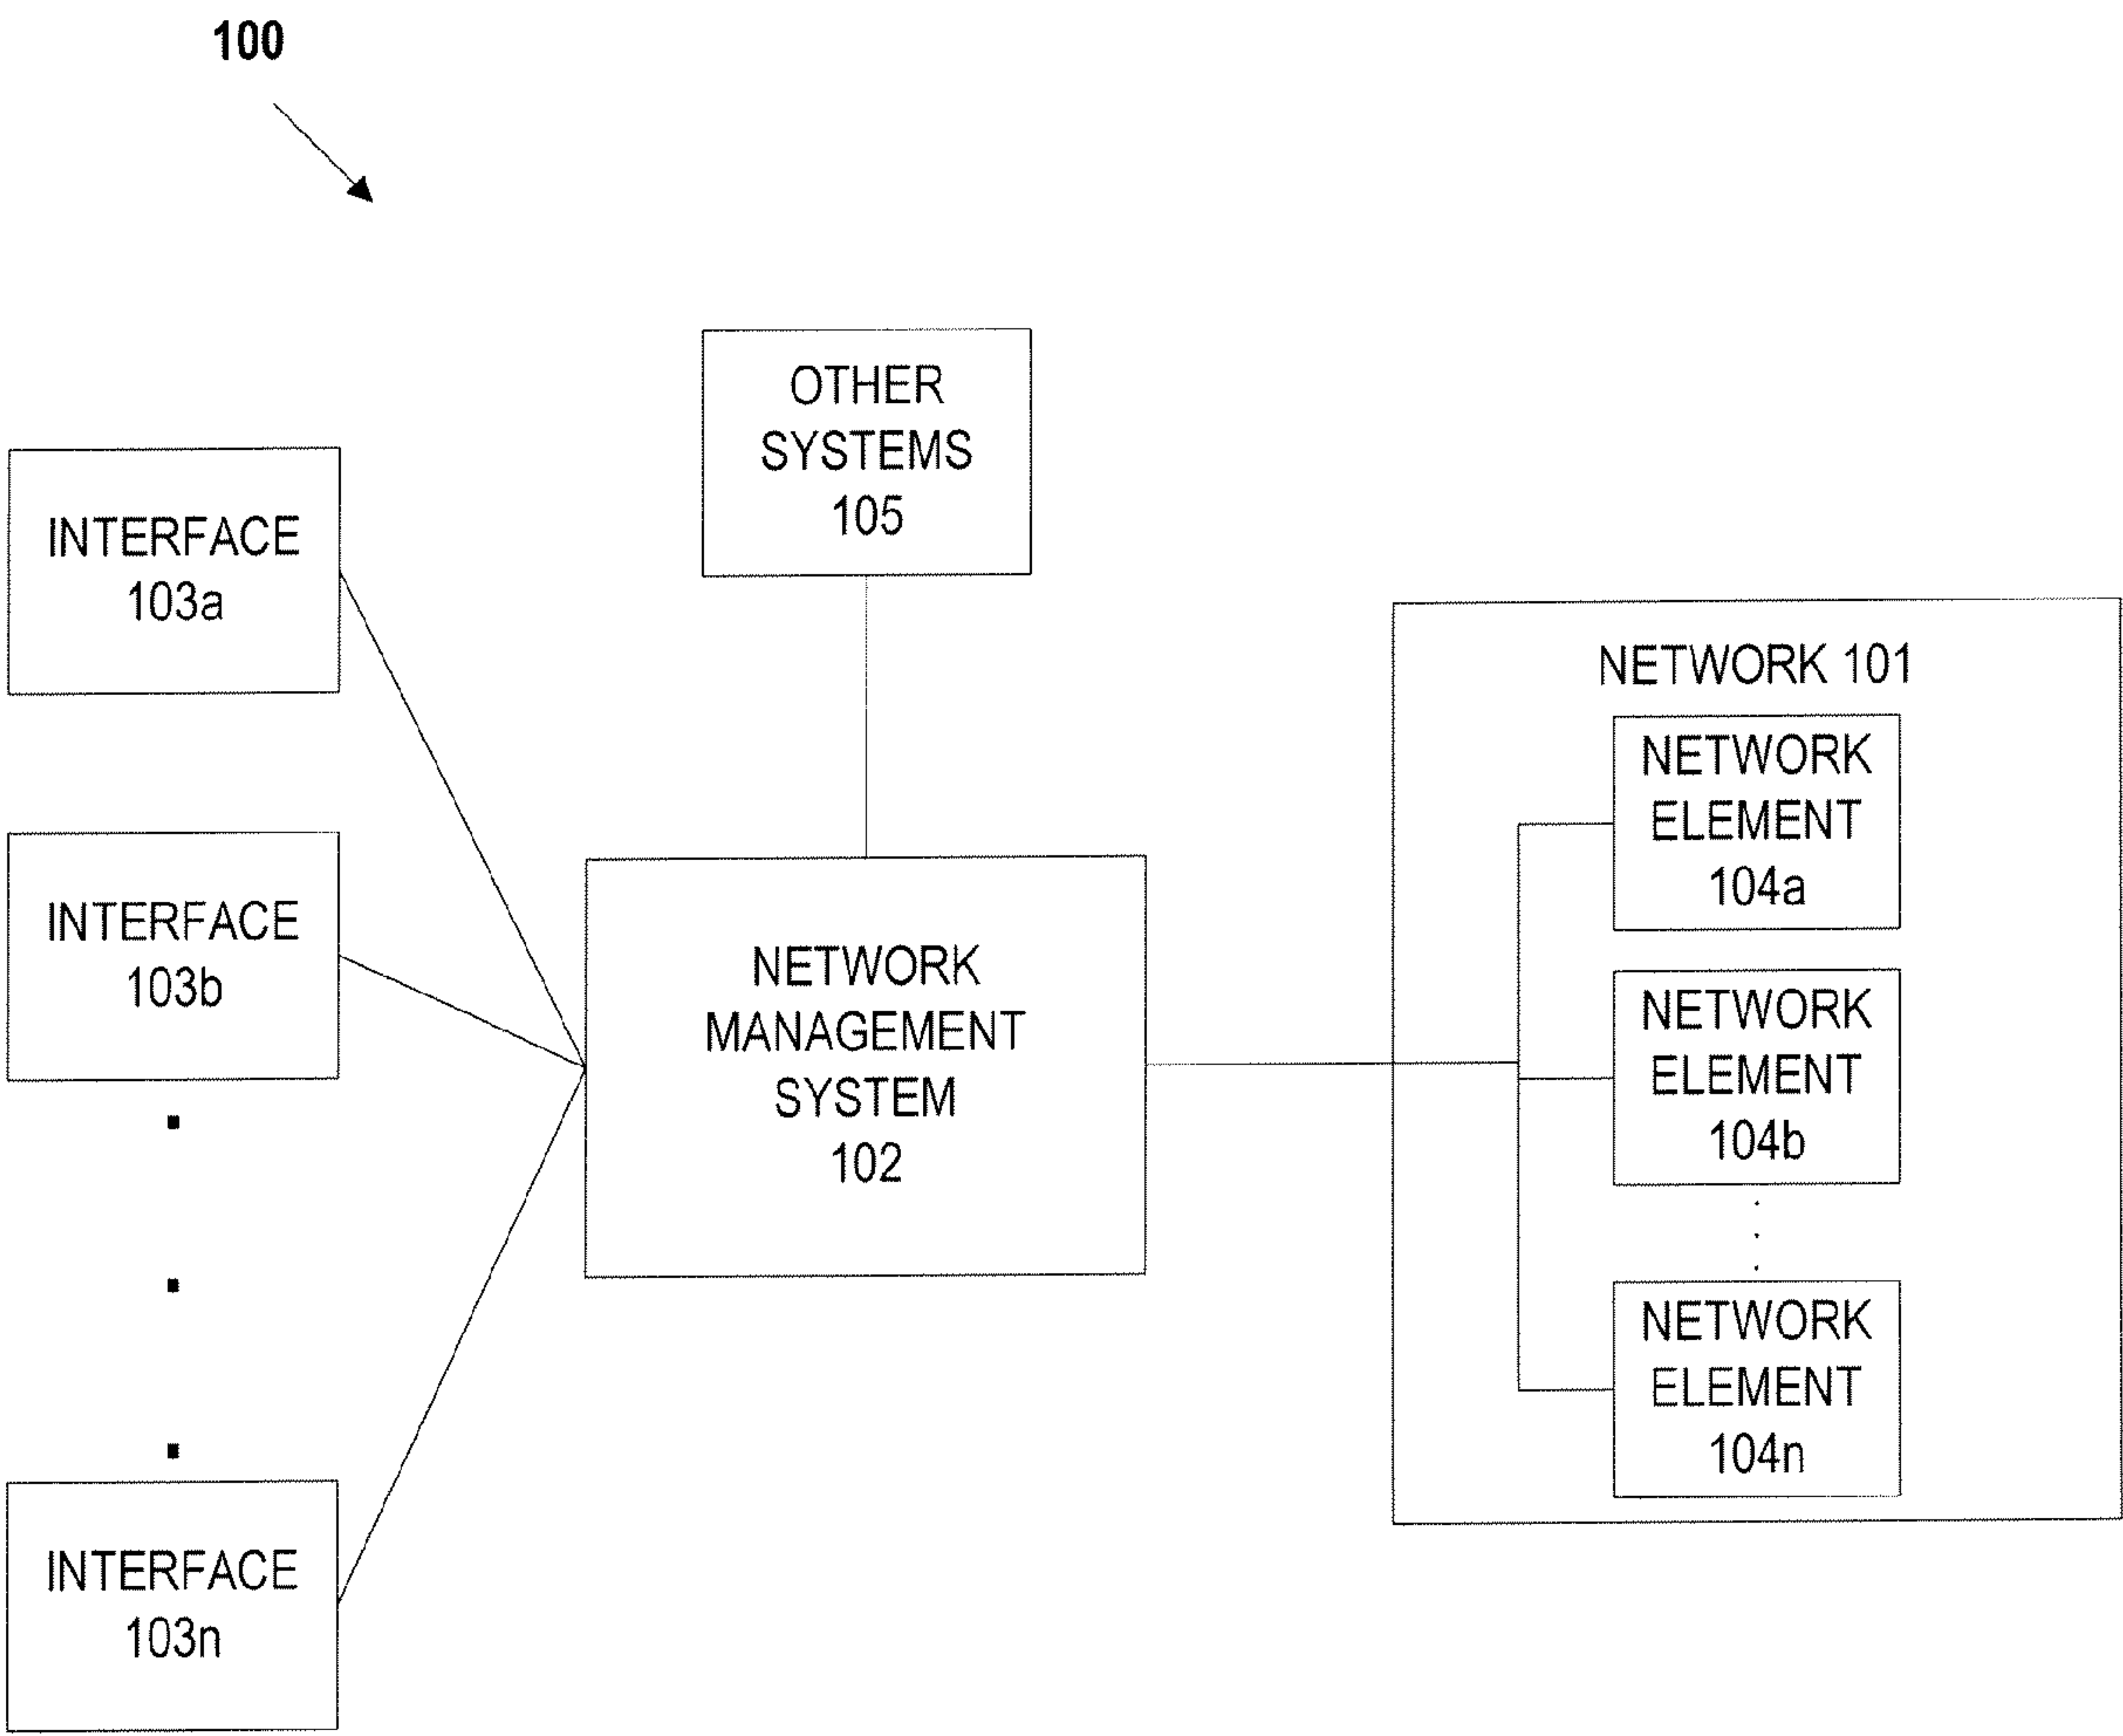 100
OTHER
SYSTEMS
105
INTERFACE
103a
INTERFACE
103b
INTERFACE
103n
NETWORK
MANAGEMENT
SYSTEM
102
NETWORK 101
NETWORK
ELEMENT
104a
NETWORK
ELEMENT
104b
NETWORK
ELEMENT
104n